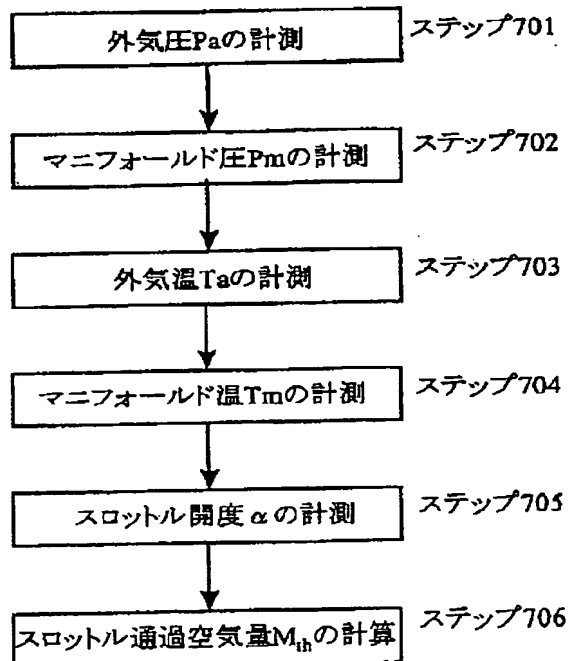 外気圧Paの計測 ステップ701
マニフォールド圧Pmの計測 ステップ702
外気温Taの計測 ステップ703
マニフォールド温Tmの計測 ステップ704
スロットル開度αの計測 ステップ705
スロットル通過空気量Mthの計算 ステップ706